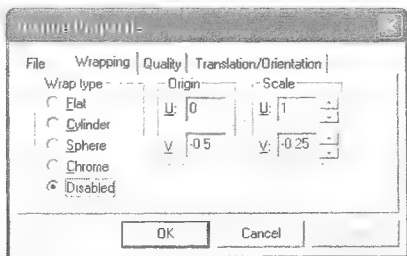 File Wrapping Quality Translation/Orientation
Wrap type Origin Scale
Flat U: 0 U: 1
Cylinder
Sphere V: -0.5 V: -0.25
Chrome
Disabled
OK Cancel